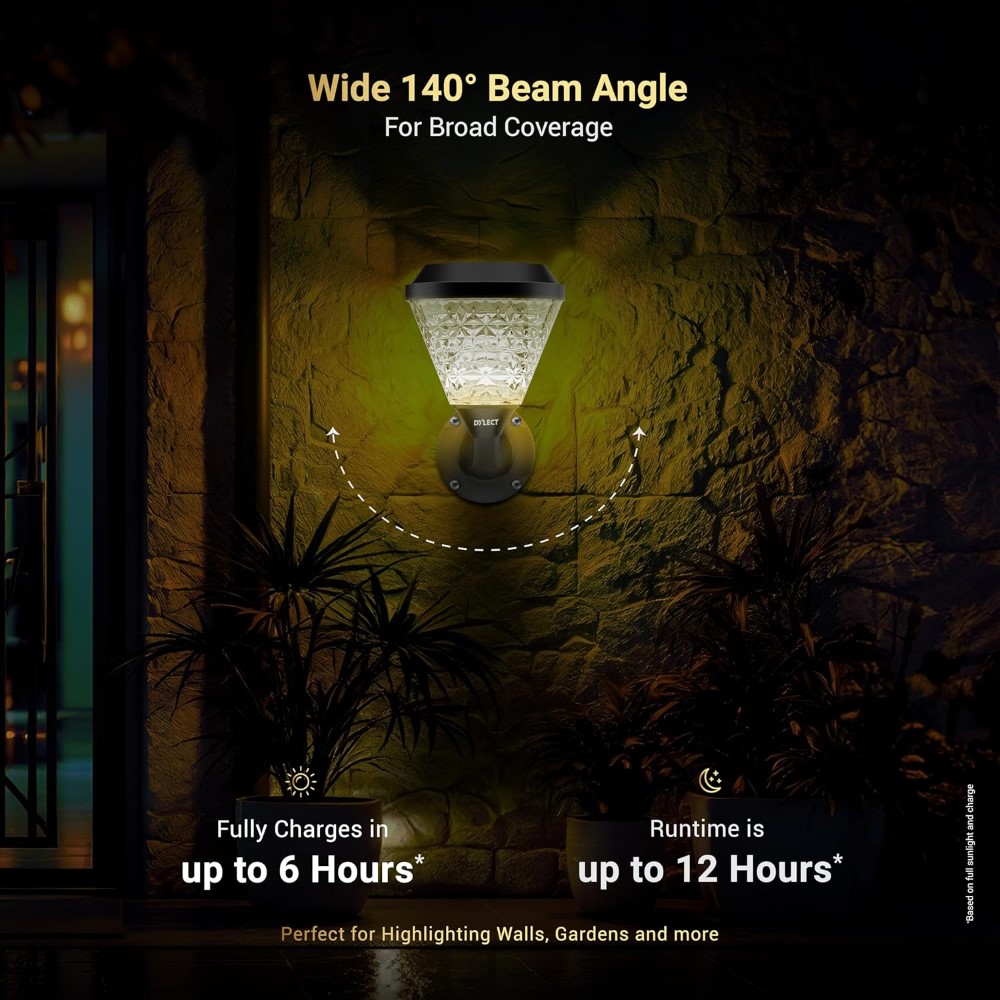 Wide 140° Beam Angle
For Broad Coverage
DYLECT
Fully Charges in
up to 6 Hours*
Runtime is
up to 12 Hours*
*Based on full sunlight and charge
Perfect for Highlighting Walls, Gardens and more